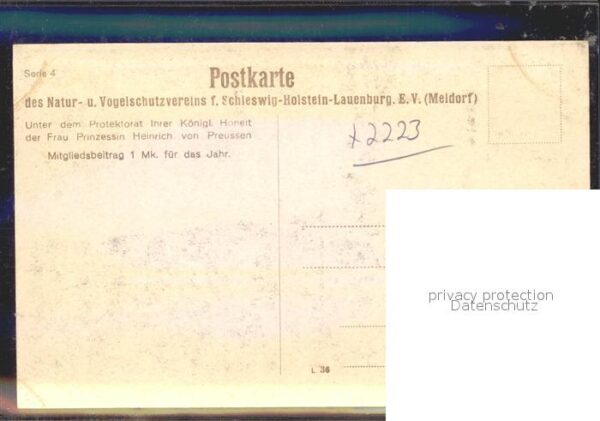 Serie 4
Postkarte
des Natur- u. Vogelschutzvereins f. Schleswig-Holstein-Lauenburg. E.V. (Meldorf)
Unter dem Protektorat Ihrer Königl. Hoheit
der Frau Prinzessin Heinrich von Preussen
Mitgliedsbeitrag 1 Mk. für das Jahr.
x2223
privacy protection
Datenschutz
L. 36